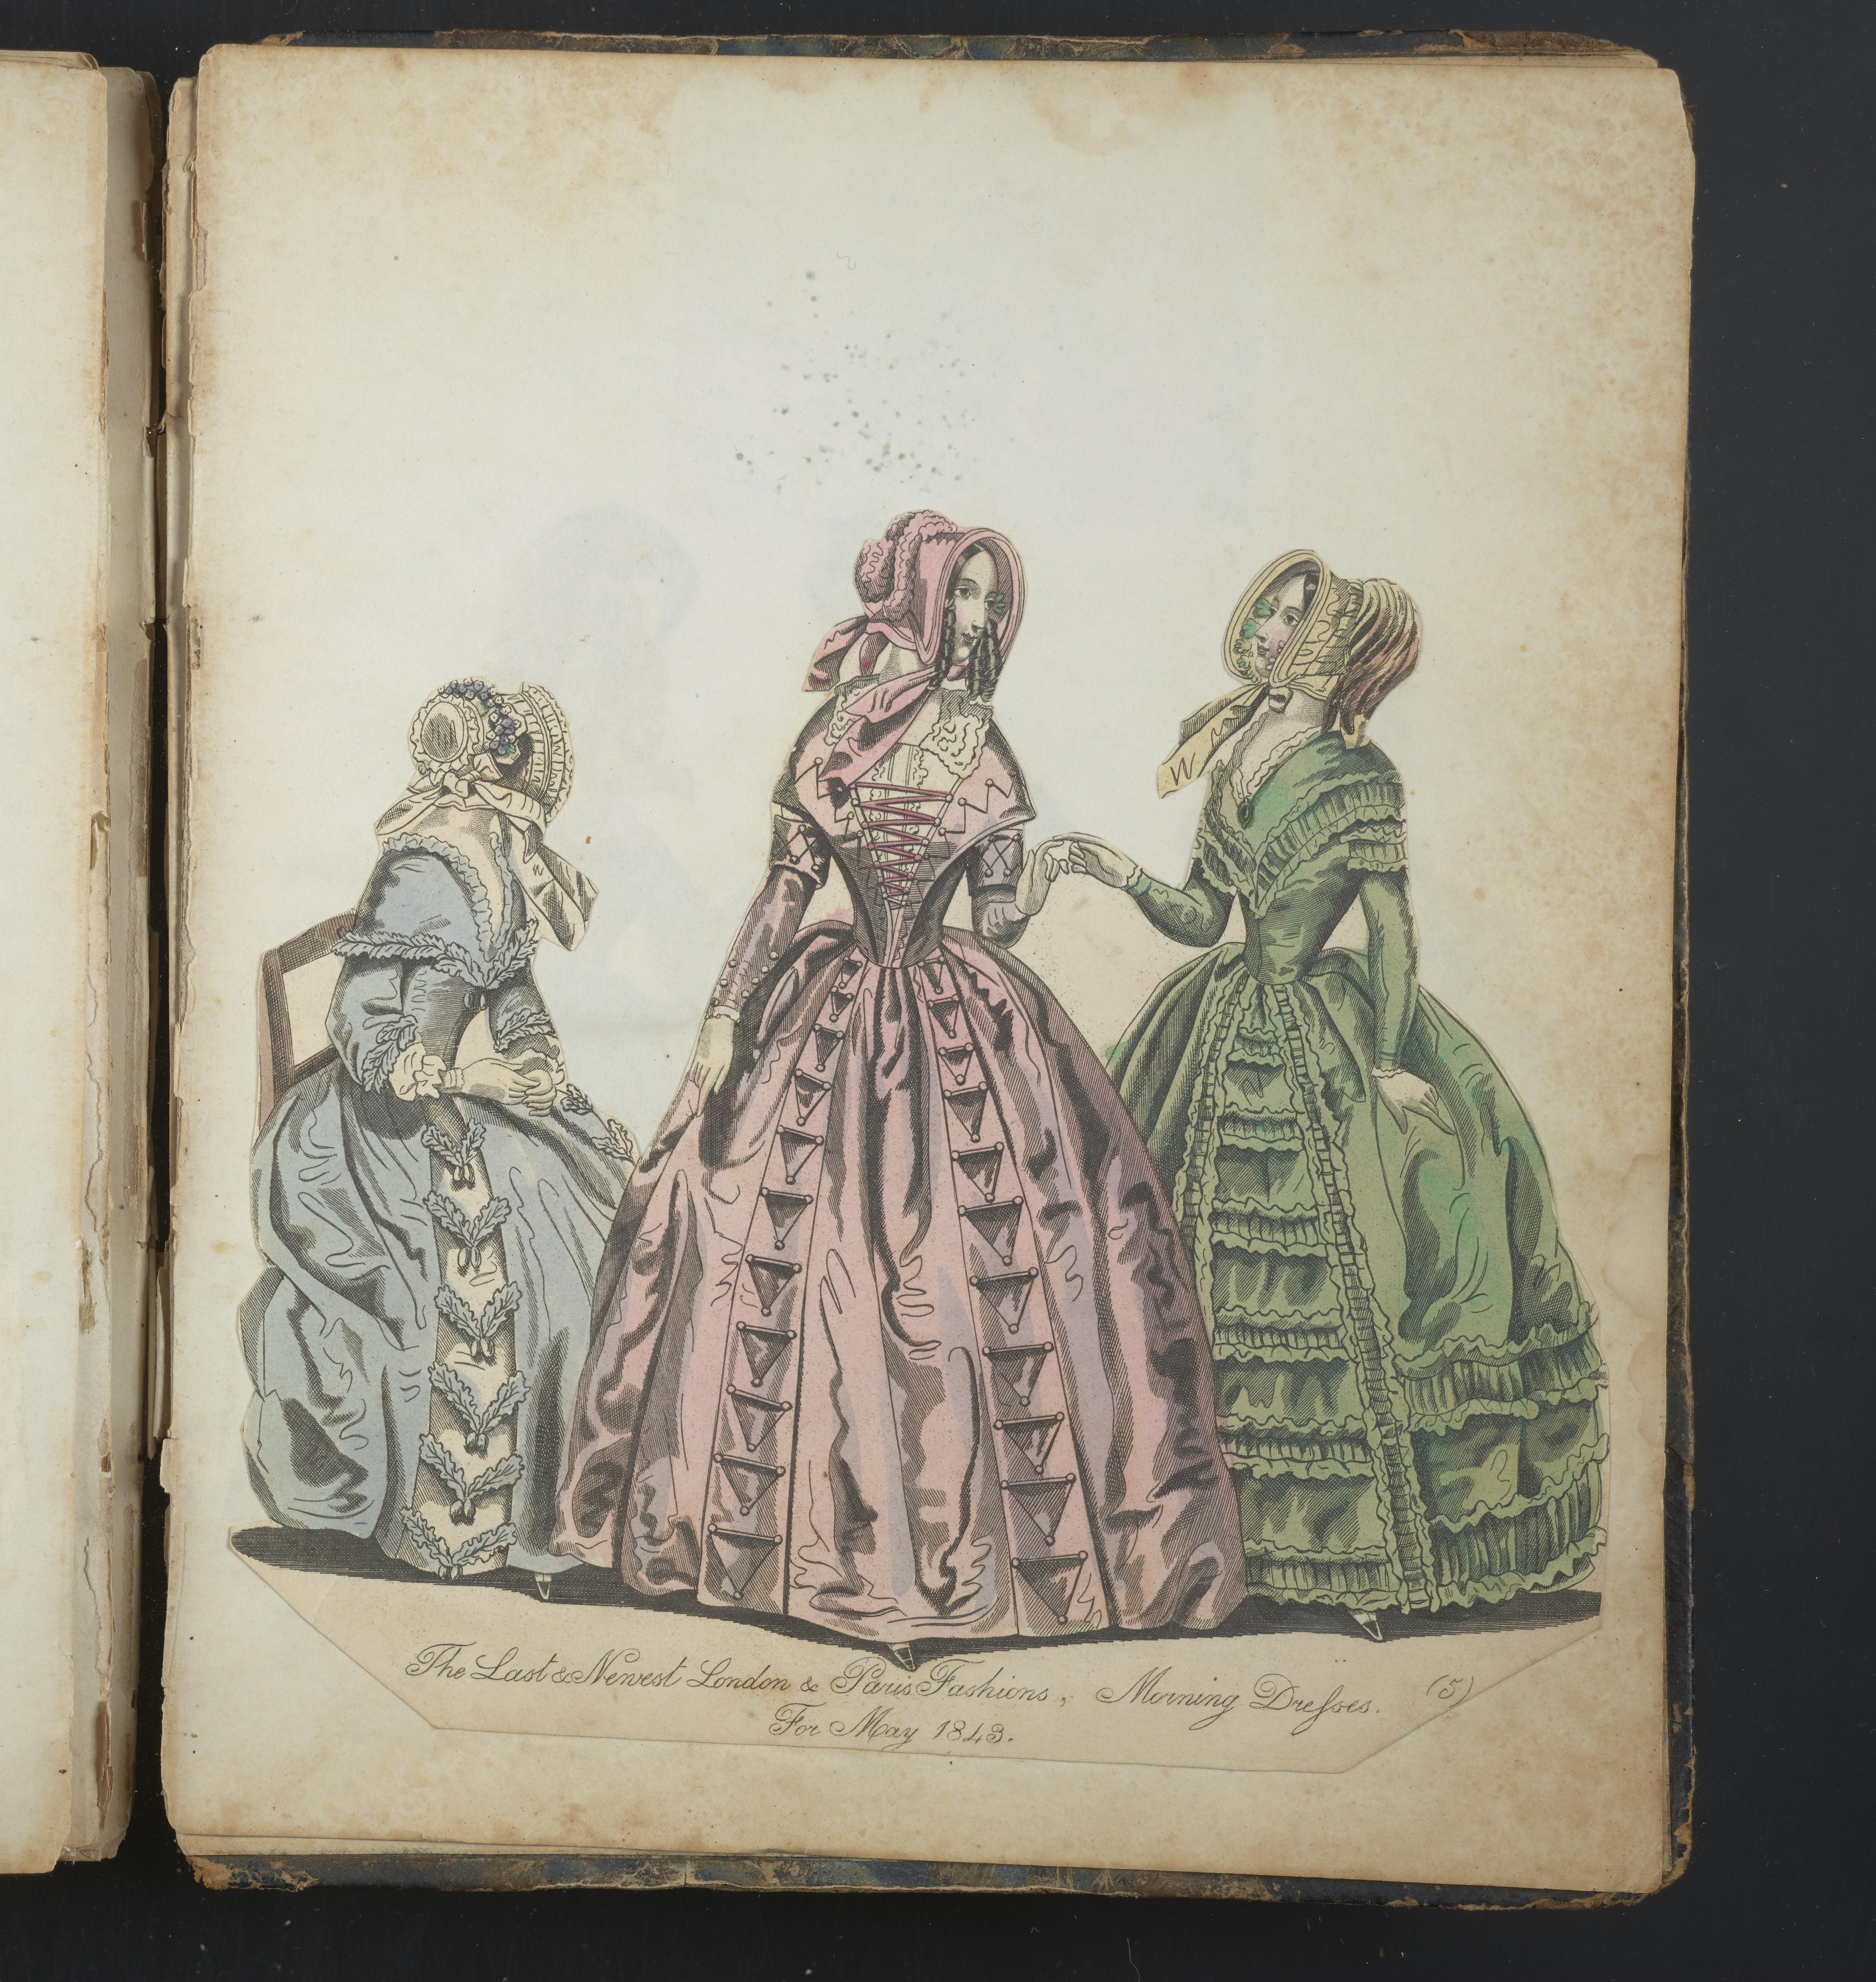 The Last & Newest London & Paris Fashions, Morning Dreſses. (5)
For May 1843.